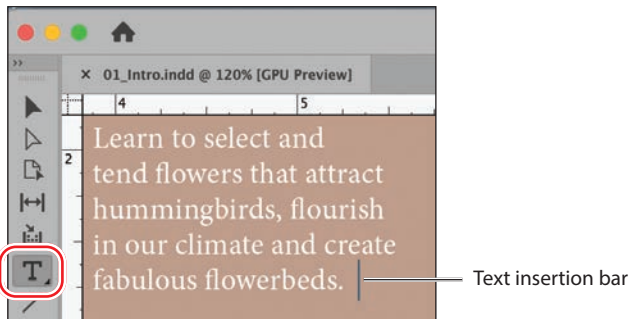 × 01_Intro.indd @ 120% [GPU Preview]
4 5
2
Learn to select and
tend flowers that attract
hummingbirds, flourish
in our climate and create
fabulous flowerbeds.
T
Text insertion bar